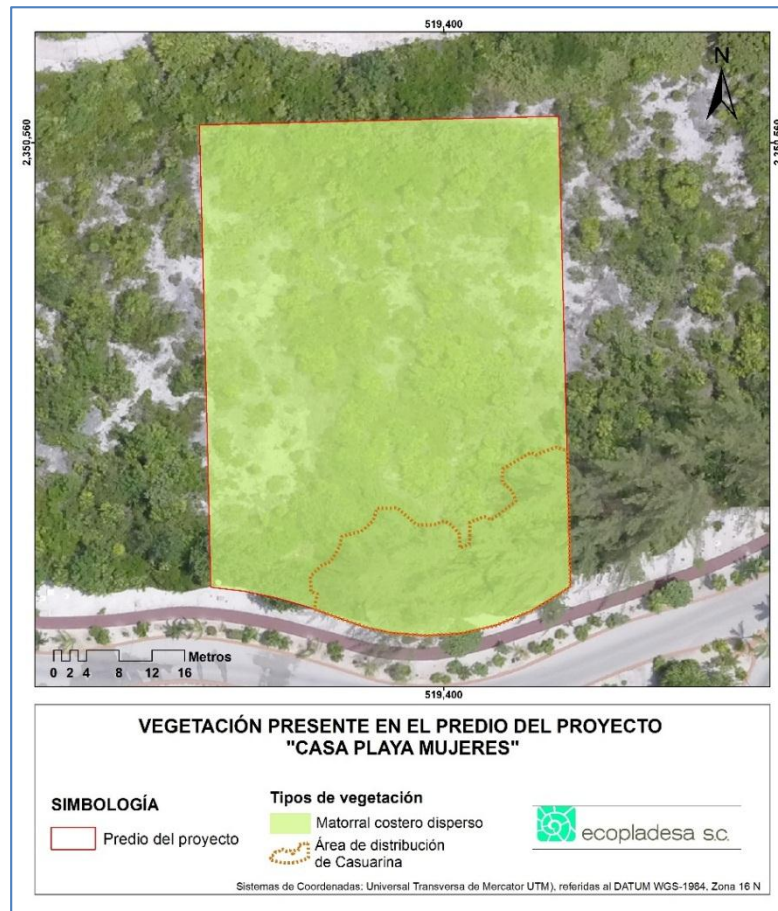 519,400
N
2,350,560
2,350,560
Metros
0 2 4 8 12 16
519,400
VEGETACIÓN PRESENTE EN EL PREDIO DEL PROYECTO
"CASA PLAYA MUJERES"
SIMBOLOGÍA
Predio del proyecto
Tipos de vegetación
Matorral costero disperso
Área de distribución
de Casuarina
ecopladesa s.c.
Sistemas de Coordenadas: Universal Transversa de Mercator UTM), referidas al DATUM WGS-1984, Zona 16 N